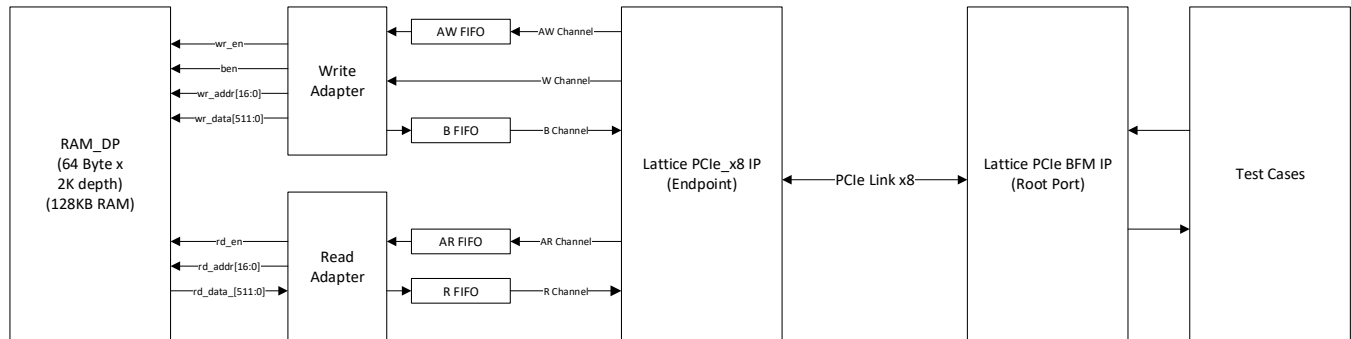 RAM_DP
(64 Byte x
2K depth)
(128KB RAM)
wr_en
ben
wr_addr[16:0]
wr_data[511:0]
rd_en
rd_addr[16:0]
rd_data_[511:0]
Write
Adapter
Read
Adapter
AW FIFO
B FIFO
AR FIFO
R FIFO
AW Channel
W Channel
B Channel
AR Channel
R Channel
Lattice PCIe_x8 IP
(Endpoint)
PCIe Link x8
Lattice PCIe BFM IP
(Root Port)
Test Cases